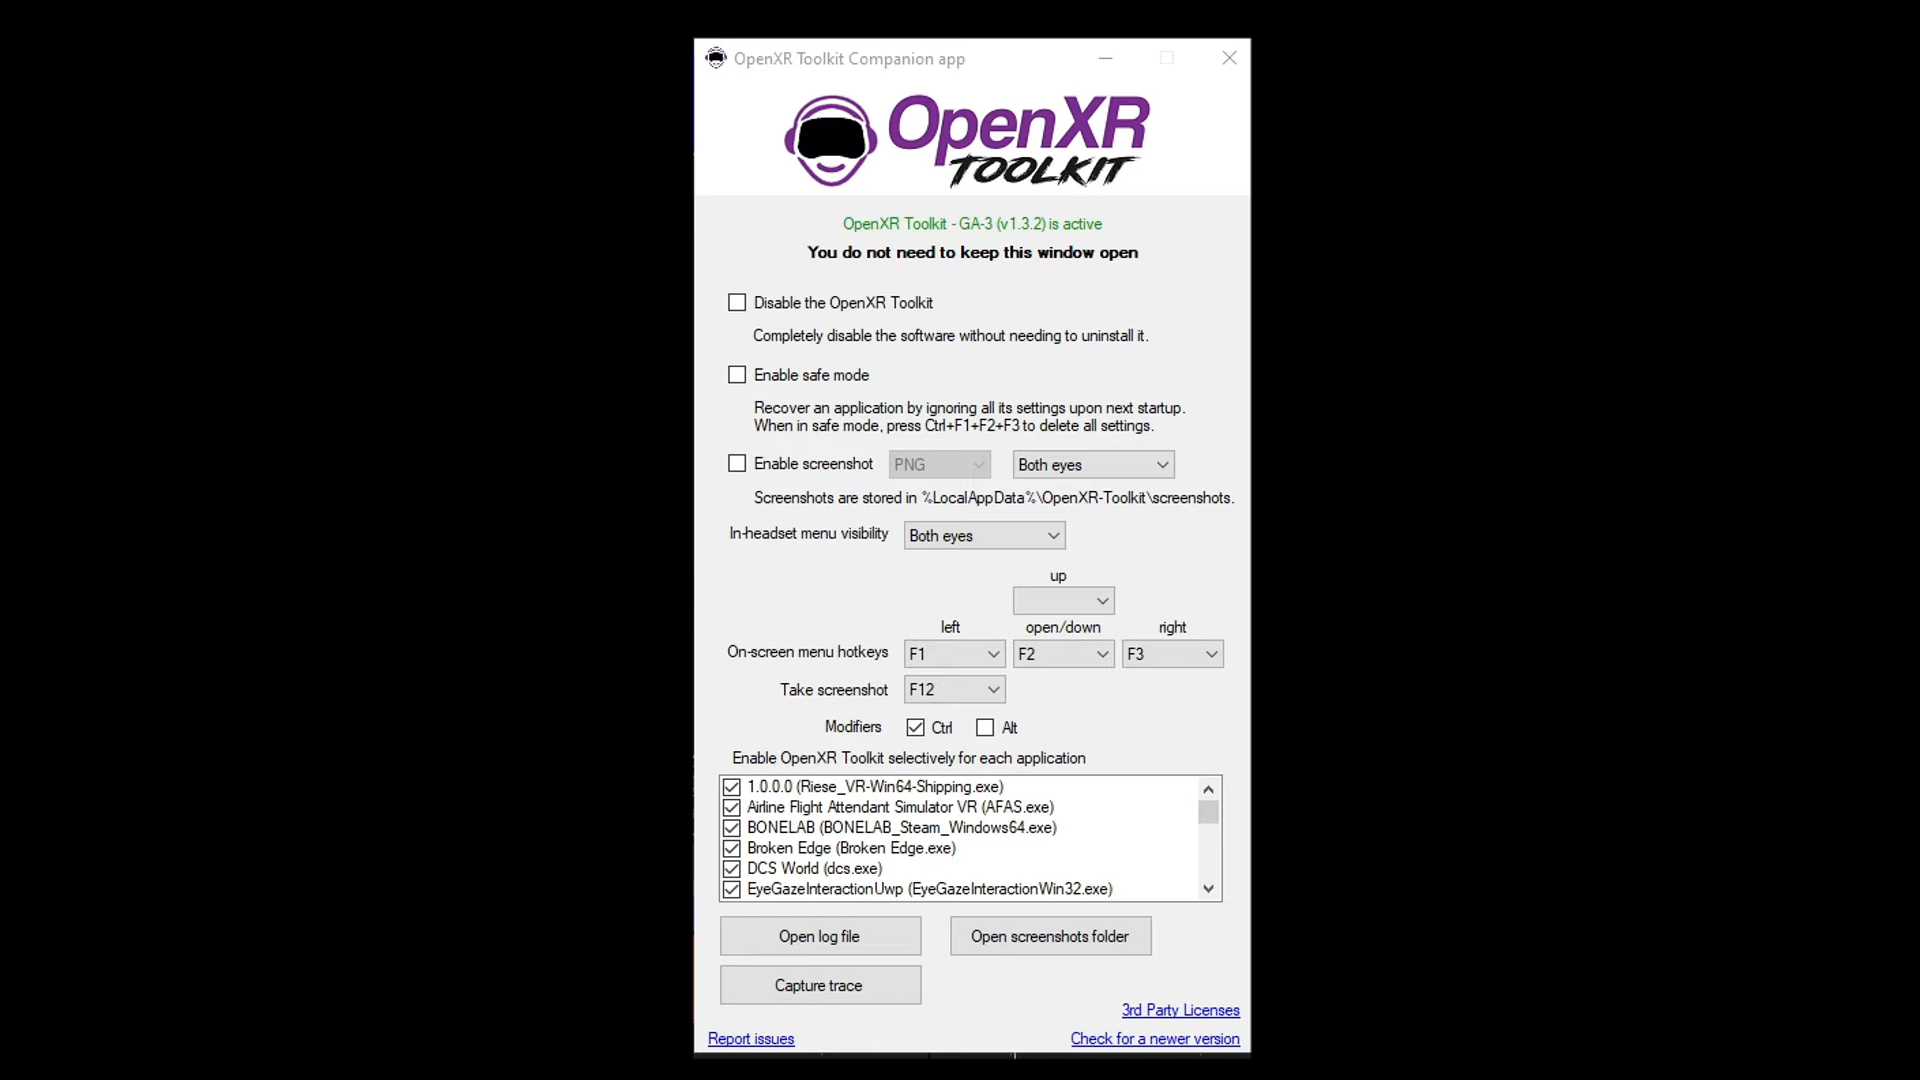 OpenXR Toolkit Companion app
OpenXR
TOOLKIT
OpenXR Toolkit - GA-3 (v1.3.2) is active
You do not need to keep this window open
Disable the OpenXR Toolkit
Completely disable the software without needing to uninstall it.
Enable safe mode
Recover an application by ignoring all its settings upon next startup.
When in safe mode, press Ctrl+F1+F2+F3 to delete all settings.
Enable screenshot PNG Both eyes
Screenshots are stored in %LocalAppData%\OpenXR-Toolkit\screenshots.
In-headset menu visibility Both eyes
up
left open/down right
On-screen menu hotkeys F1 F2 F3
Take screenshot F12
Modifiers Ctrl Alt
Enable OpenXR Toolkit selectively for each application
1.0.0.0 (Riese_VR-Win64-Shipping.exe)
Airline Flight Attendant Simulator VR (AFAS.exe)
BONELAB (BONELAB_Steam_Windows64.exe)
Broken Edge (Broken Edge.exe)
DCS World (dcs.exe)
EyeGazeInteractionUwp (EyeGazeInteractionWin32.exe)
Open log file Open screenshots folder
Capture trace
3rd Party Licenses
Report issues Check for a newer version